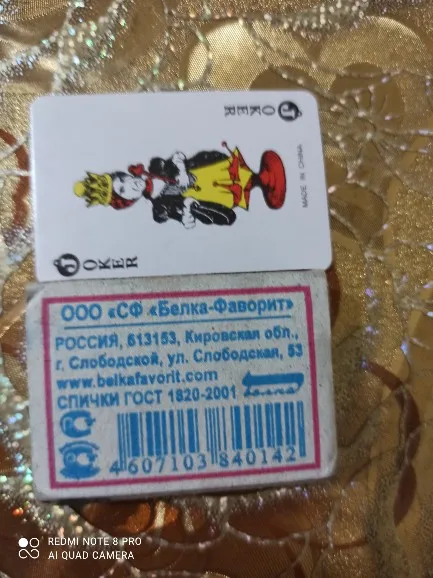 JOKER
MADE IN CHINA
JOKER
ООО «СФ «Белка-Фаворит»
РОССИЯ, 613153, Кировская обл.,
г. Слободской, ул. Слободская, 53
www.belkafavorit.com
СПИЧКИ ГОСТ 1820-2001
4 607103 840142
REDMI NOTE 8 PRO
AI QUAD CAMERA